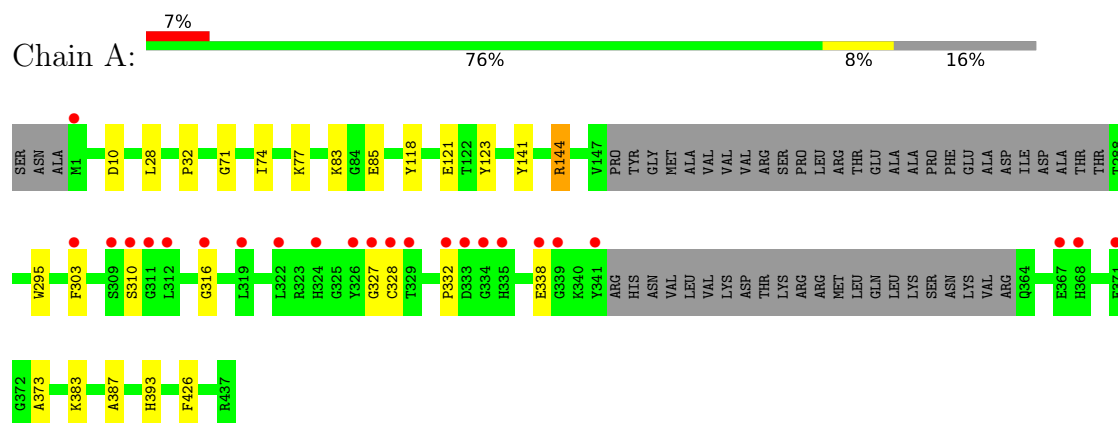 7%
Chain A:
76% 8% 16%
SER ASN ALA M1 D10 L28 P32 G71 I74 K77 K83 G84 E85 Y118 E121 T122 Y123 Y141 R144 V147 PRO TYR GLY MET ALA VAL VAL VAL ARG SER PRO LEU ARG THR GLU ALA ALA PRO PHE GLU ALA ASP ILE ASP ALA THR THR T288
W295 F303 S309 S310 G311 L312 G316 L319 L322 R323 H324 G325 Y326 G327 C328 T329 P332 D333 G334 H335 E338 G339 K340 Y341 ARG HIS ASN VAL LEU VAL LYS ASP THR LYS ARG ARG MET LEU GLN LEU LYS SER ASN LYS VAL ARG Q364 E367 H368 E371
G372 A373 K383 A387 H393 F426 R437